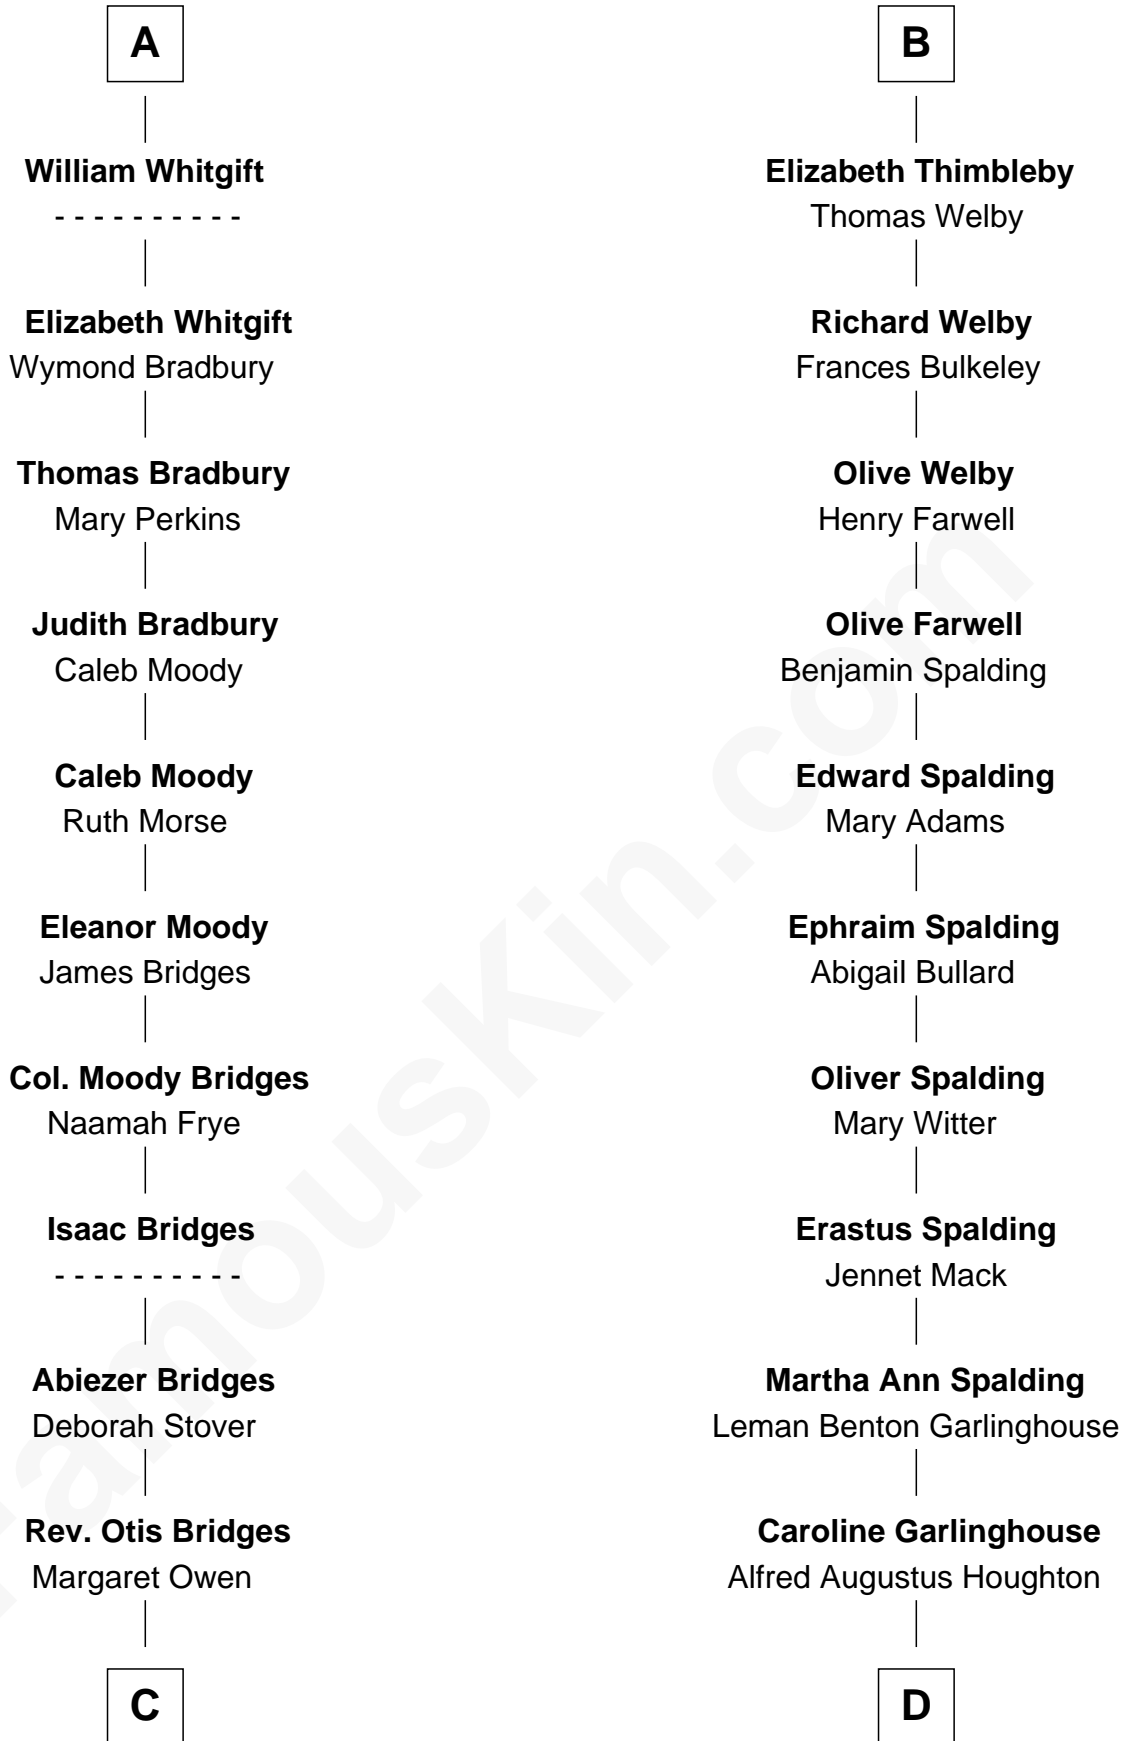 A
William Whitgift
- - - - - - - - - -
Elizabeth Whitgift
Wymond Bradbury
Thomas Bradbury
Mary Perkins
Judith Bradbury
Caleb Moody
Caleb Moody
Ruth Morse
Eleanor Moody
James Bridges
Col. Moody Bridges
Naamah Frye
Isaac Bridges
- - - - - - - - - -
Abiezer Bridges
Deborah Stover
Rev. Otis Bridges
Margaret Owen
C
B
Elizabeth Thimbleby
Thomas Welby
Richard Welby
Frances Bulkeley
Olive Welby
Henry Farwell
Olive Farwell
Benjamin Spalding
Edward Spalding
Mary Adams
Ephraim Spalding
Abigail Bullard
Oliver Spalding
Mary Witter
Erastus Spalding
Jennet Mack
Martha Ann Spalding
Leman Benton Garlinghouse
Caroline Garlinghouse
Alfred Augustus Houghton
D
FamousKin.com